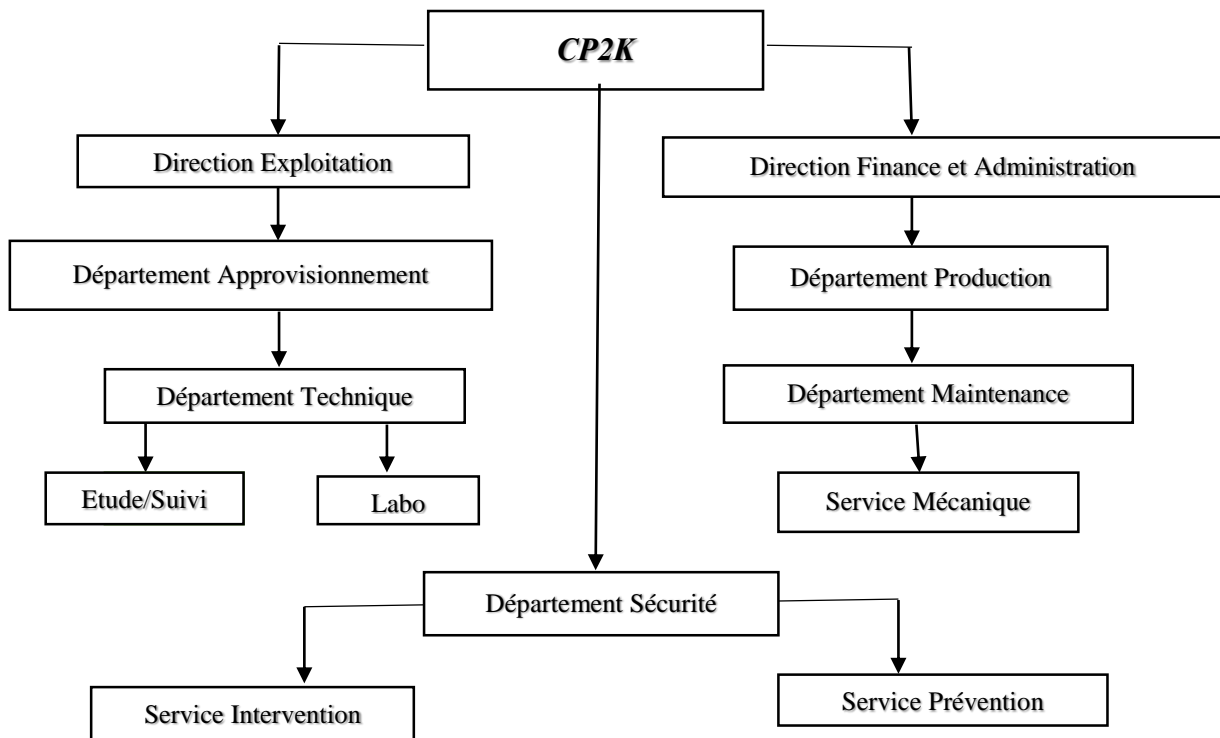 CP2K
Direction Exploitation
Direction Finance et Administration
Département Approvisionnement
Département Production
Département Technique
Département Maintenance
Etude/Suivi
Labo
Service Mécanique
Département Sécurité
Service Intervention
Service Prévention